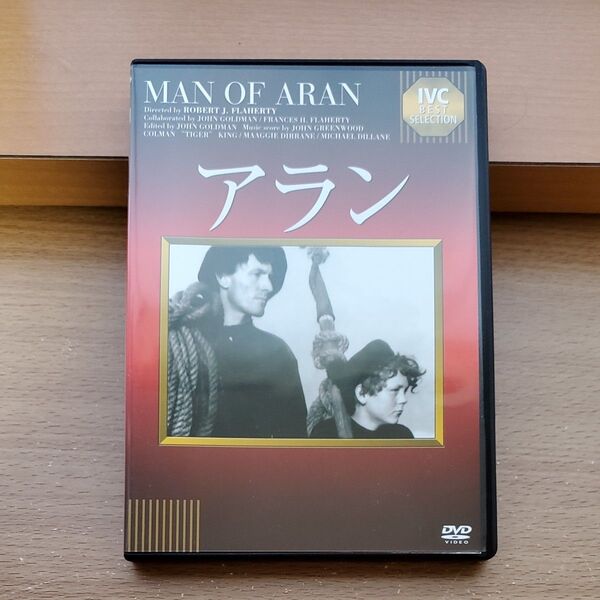 MAN OF ARAN
Directed by ROBERT J. FLAHERTY
Collaborated by JOHN GOLDMAN / FRANCES H. FLAHERTY
Edited by JOHN GOLDMAN Music score by JOHN GREENWOOD
COLMAN "TIGER" KING / MAAGGIE DIRRANE / MICHAEL DILLANE
IVC
BEST
SELECTION
アラン
DVD
VIDEO